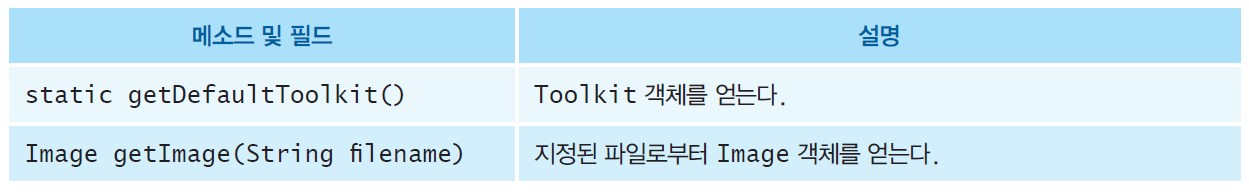 메소드 및 필드 설명
static getDefaultToolkit() Toolkit 객체를 얻는다.
Image getImage(String filename) 지정된 파일로부터 Image 객체를 얻는다.